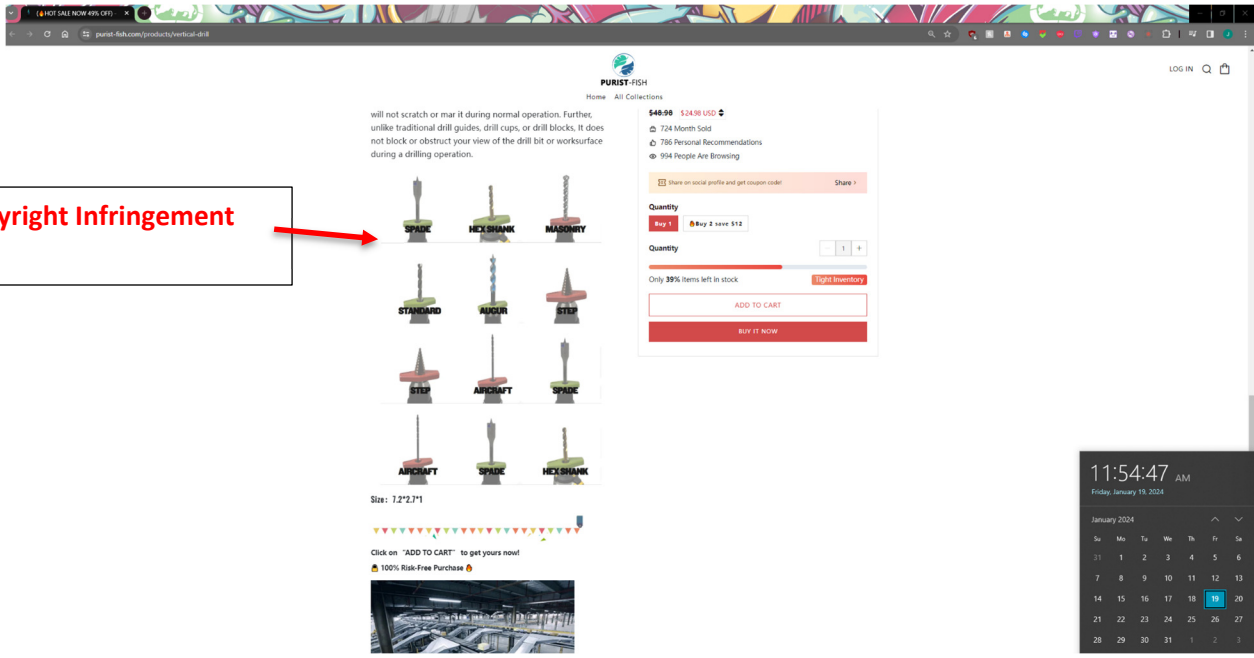 (🔥HOT SALE NOW 49% OFF)
purist-fish.com/products/vertical-drill
PURIST-FISH
LOG IN
Home All Collections
will not scratch or mar it during normal operation. Further,
unlike traditional drill guides, drill cups, or drill blocks, It does
not block or obstruct your view of the drill bit or worksurface
during a drilling operation.
yright Infringement
SPADE HEX SHANK MASONRY
STANDARD AUGUR STEP
STEP AIRCRAFT SPADE
AIRCRAFT SPADE HEX SHANK
Size: 7.2*2.7*1
Click on "ADD TO CART" to get yours now!
100% Risk-Free Purchase🔥
$48.98 $24.98 USD
724 Month Sold
786 Personal Recommendations
994 People Are Browsing
Share on social profile and get coupon code! Share >
Quantity
Buy 1 🔥Buy 2 save $12
Quantity
- 1 +
Only 39% items left in stock Tight Inventory
ADD TO CART
BUY IT NOW
11:54:47 AM
Friday, January 19, 2024
January 2024
Su Mo Tu We Th Fr Sa
31 1 2 3 4 5 6
7 8 9 10 11 12 13
14 15 16 17 18 19 20
21 22 23 24 25 26 27
28 29 30 31 1 2 3